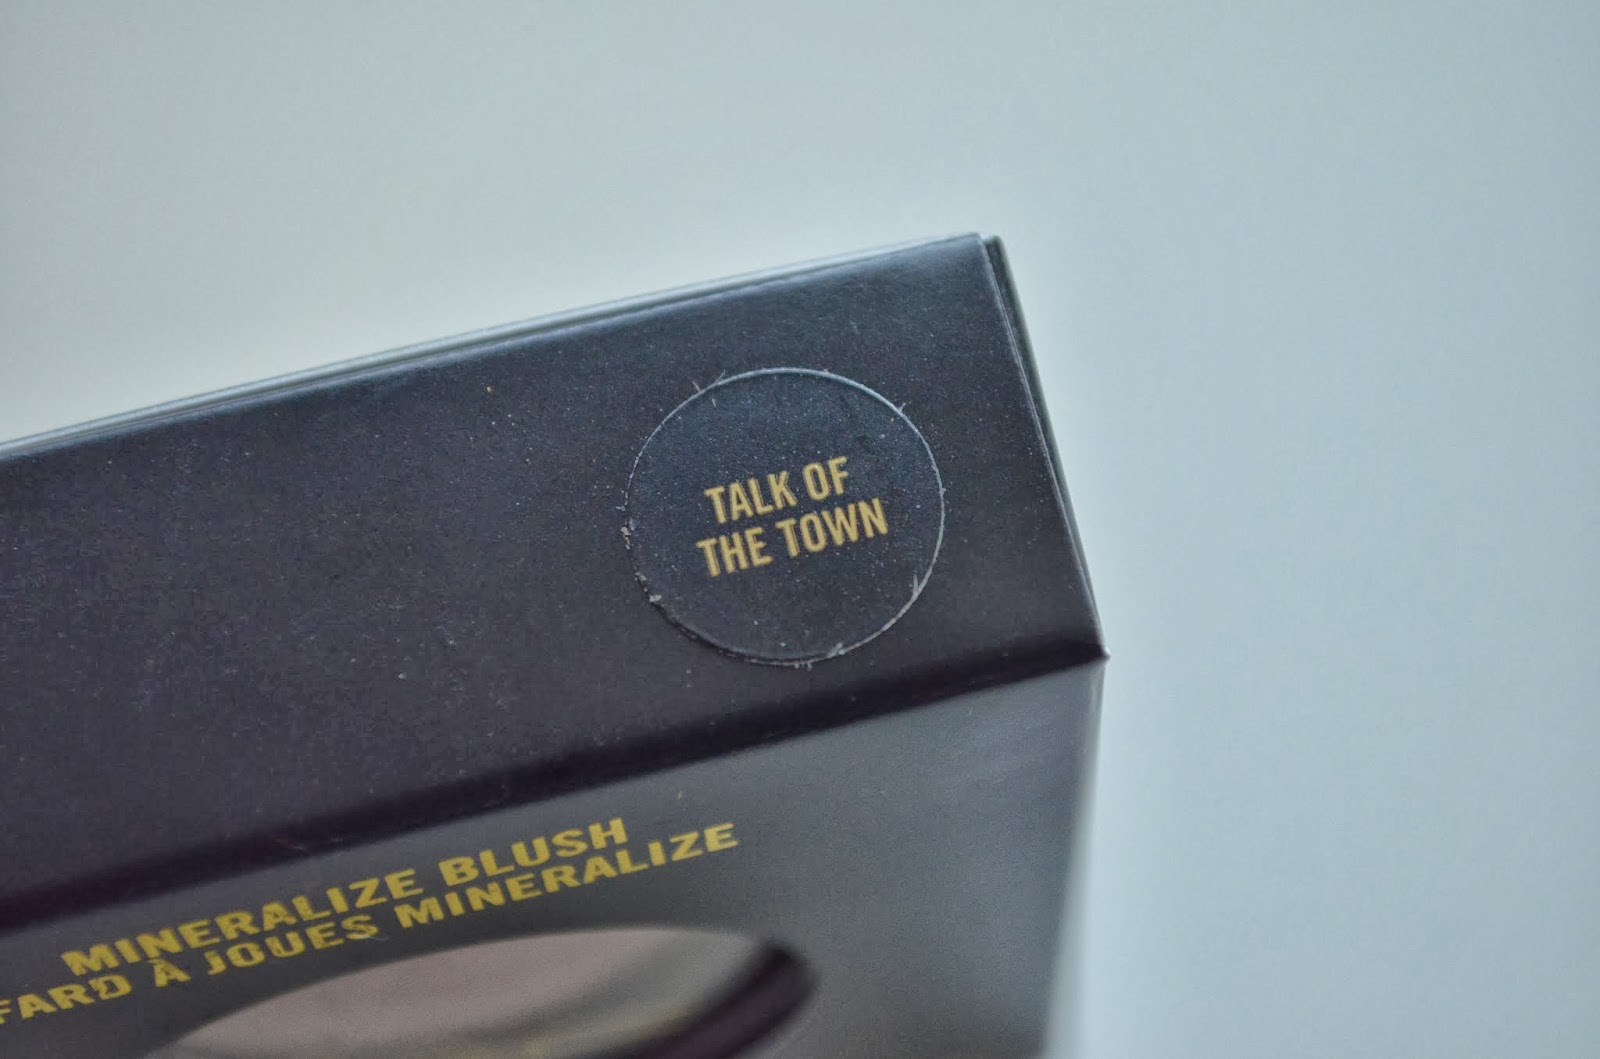 TALK OF
THE TOWN
MINERALIZE BLUSH
FARD À JOUES MINERALIZE